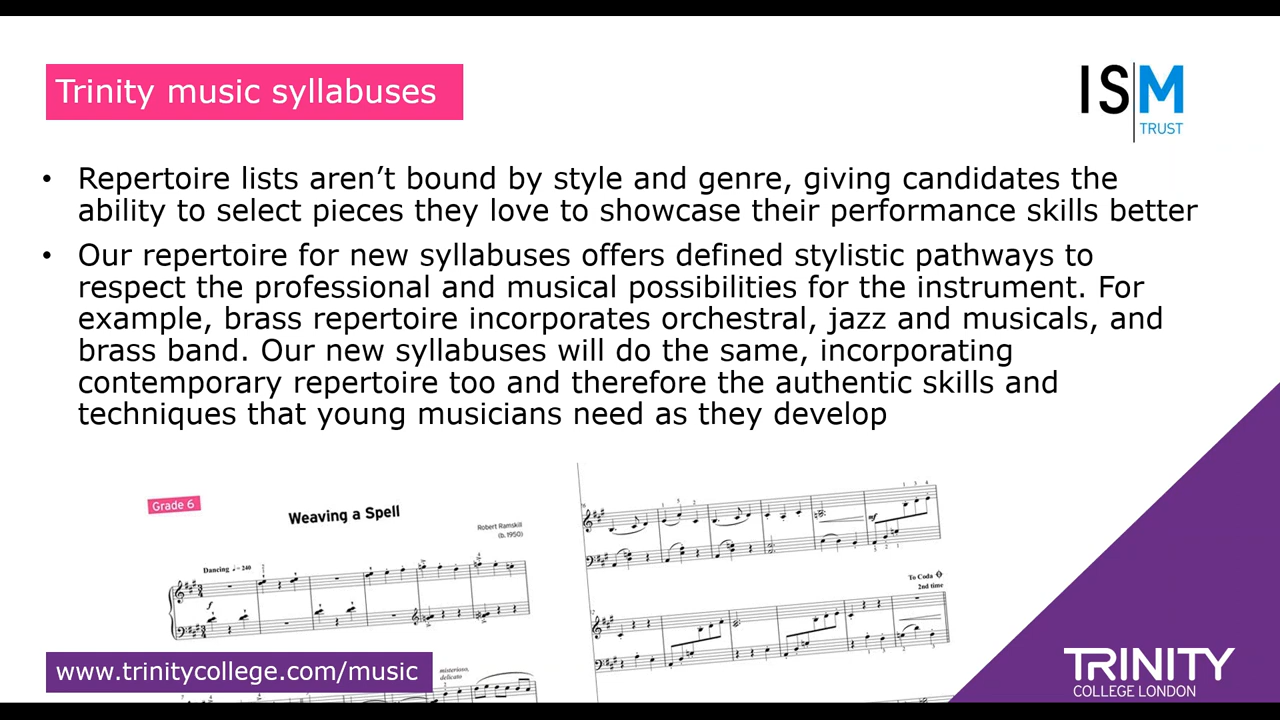 Trinity music syllabuses
ISM
TRUST
• Repertoire lists aren’t bound by style and genre, giving candidates the
ability to select pieces they love to showcase their performance skills better
• Our repertoire for new syllabuses offers defined stylistic pathways to
respect the professional and musical possibilities for the instrument. For
example, brass repertoire incorporates orchestral, jazz and musicals, and
brass band. Our new syllabuses will do the same, incorporating
contemporary repertoire too and therefore the authentic skills and
techniques that young musicians need as they develop
Grade 6
Weaving a Spell
Robert Ramskill
(b. 1950)
Dancing ♩= 240
To Coda
2nd time
misterioso,
delicato
www.trinitycollege.com/music
TRINITY
COLLEGE LONDON